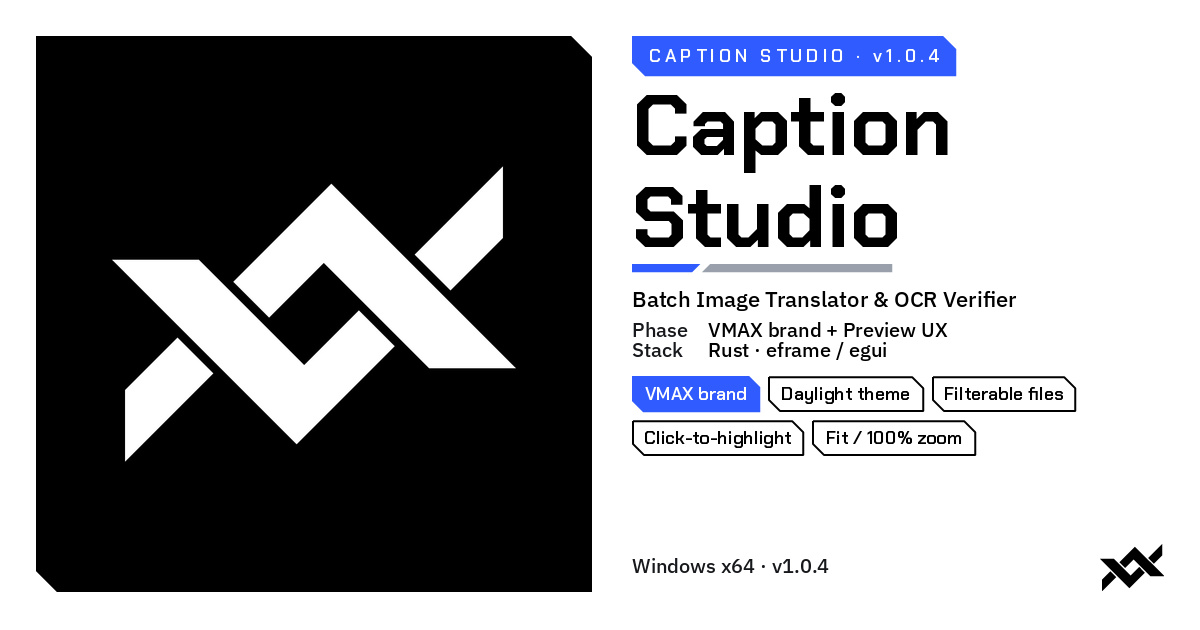 CAPTION STUDIO · v1.0.4
Caption
Studio
Batch Image Translator & OCR Verifier
Phase VMAX brand + Preview UX
Stack Rust · eframe / egui
VMAX brand Daylight theme Filterable files
Click-to-highlight Fit / 100% zoom
Windows x64 · v1.0.4